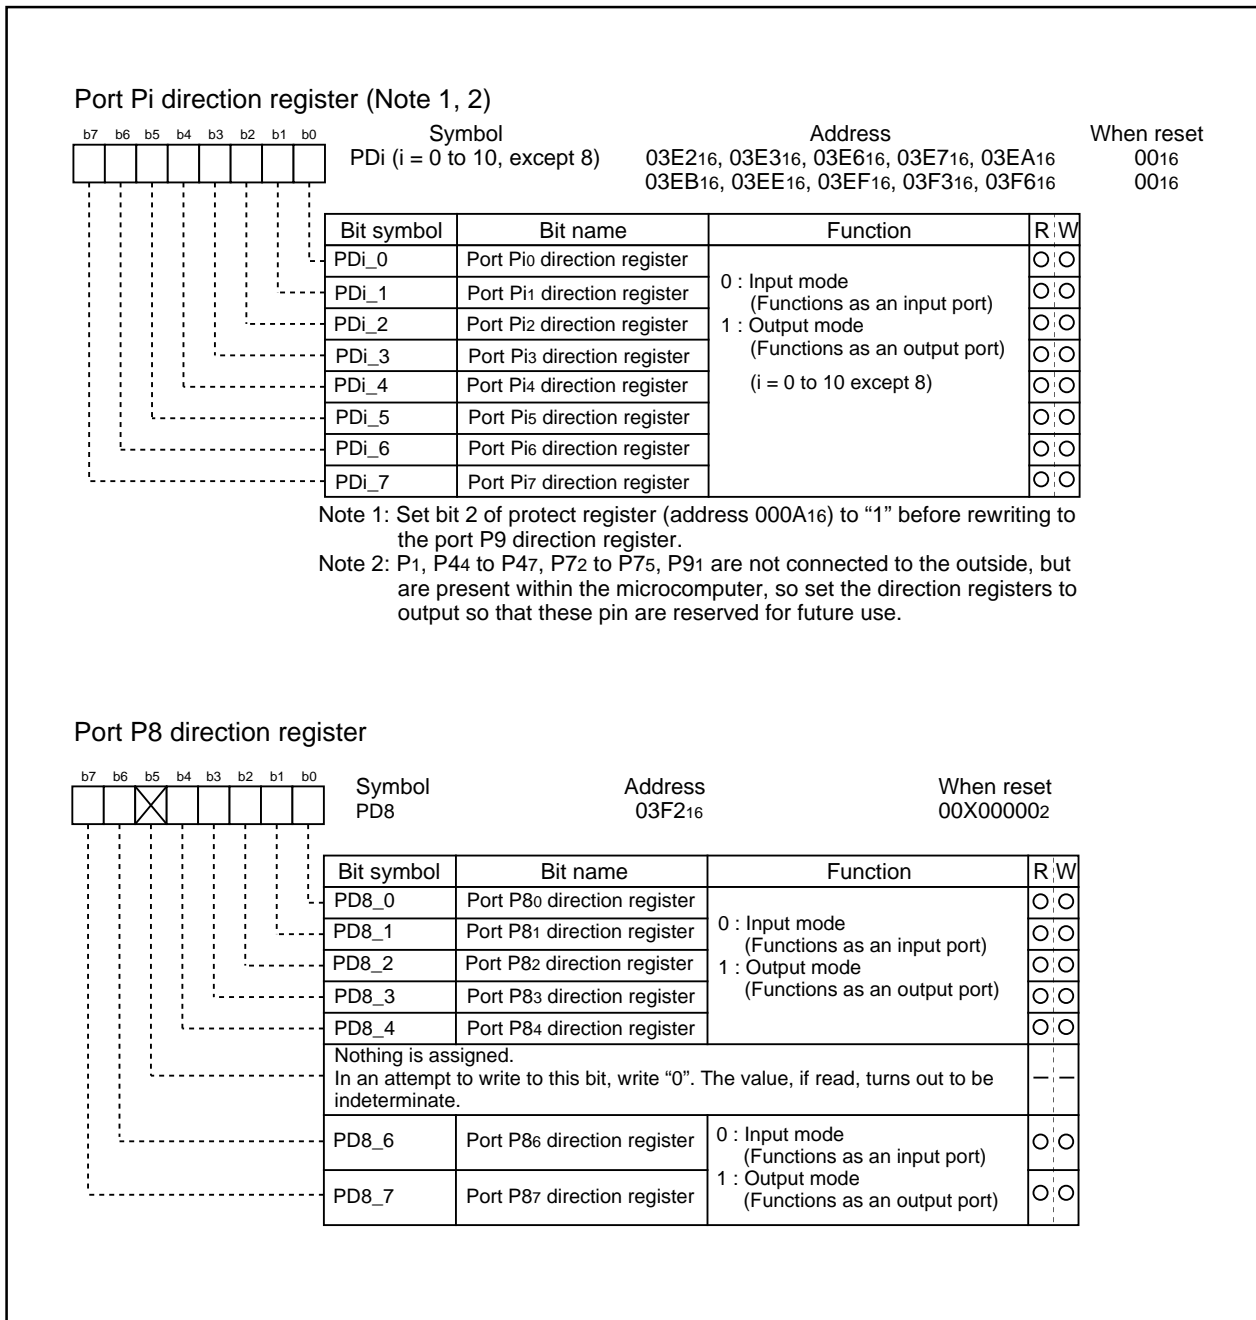 Port Pi direction register (Note 1, 2)
b7 b6 b5 b4 b3 b2 b1 b0
Symbol Address When reset
PDi (i = 0 to 10, except 8) 03E216, 03E316, 03E616, 03E716, 03EA16 0016
03EB16, 03EE16, 03EF16, 03F316, 03F616 0016
Bit symbol Bit name Function R W
PDi_0 Port Pi0 direction register
PDi_1 Port Pi1 direction register
PDi_2 Port Pi2 direction register
PDi_3 Port Pi3 direction register
PDi_4 Port Pi4 direction register
PDi_5 Port Pi5 direction register
PDi_6 Port Pi6 direction register
PDi_7 Port Pi7 direction register
0 : Input mode
(Functions as an input port)
1 : Output mode
(Functions as an output port)
(i = 0 to 10 except 8)
Note 1: Set bit 2 of protect register (address 000A16) to “1” before rewriting to
the port P9 direction register.
Note 2: P1, P44 to P47, P72 to P75, P91 are not connected to the outside, but
are present within the microcomputer, so set the direction registers to
output so that these pin are reserved for future use.
Port P8 direction register
b7 b6 b5 b4 b3 b2 b1 b0
Symbol Address When reset
PD8 03F216 00X000002
Bit symbol Bit name Function R W
PD8_0 Port P80 direction register
PD8_1 Port P81 direction register
PD8_2 Port P82 direction register
PD8_3 Port P83 direction register
PD8_4 Port P84 direction register
0 : Input mode
(Functions as an input port)
1 : Output mode
(Functions as an output port)
Nothing is assigned.
In an attempt to write to this bit, write “0”. The value, if read, turns out to be
indeterminate.
PD8_6 Port P86 direction register
PD8_7 Port P87 direction register
0 : Input mode
(Functions as an input port)
1 : Output mode
(Functions as an output port)